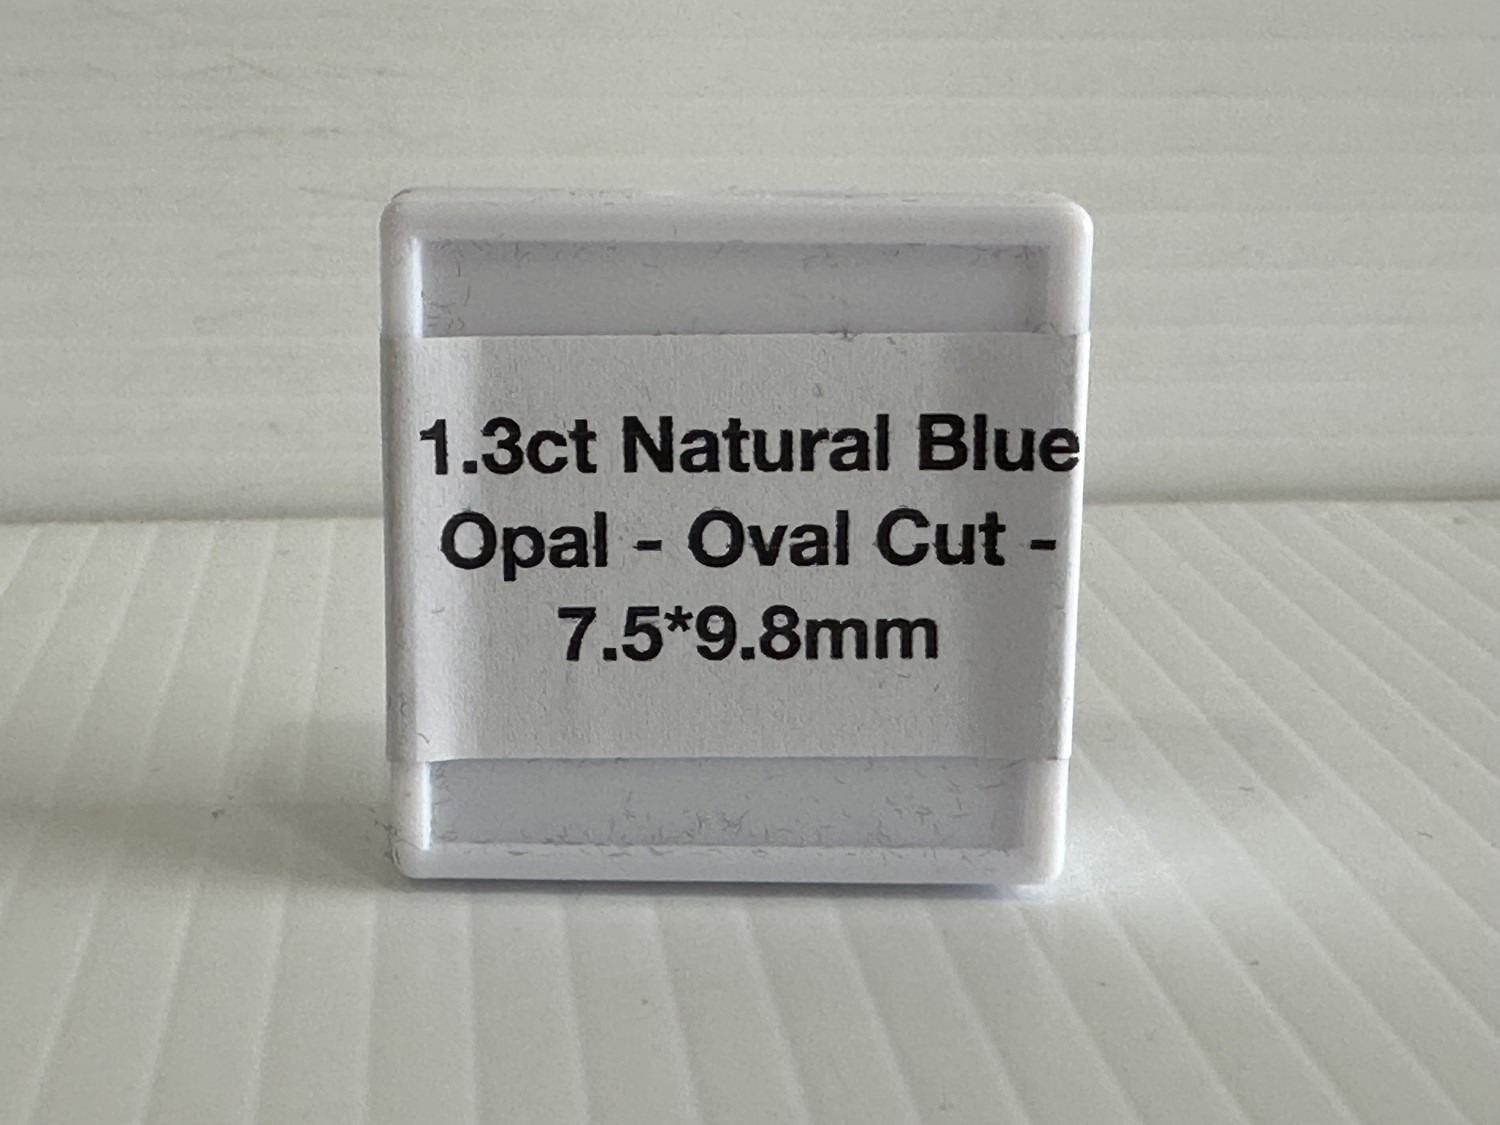 1.3ct Natural Blue
Opal - Oval Cut -
7.5*9.8mm